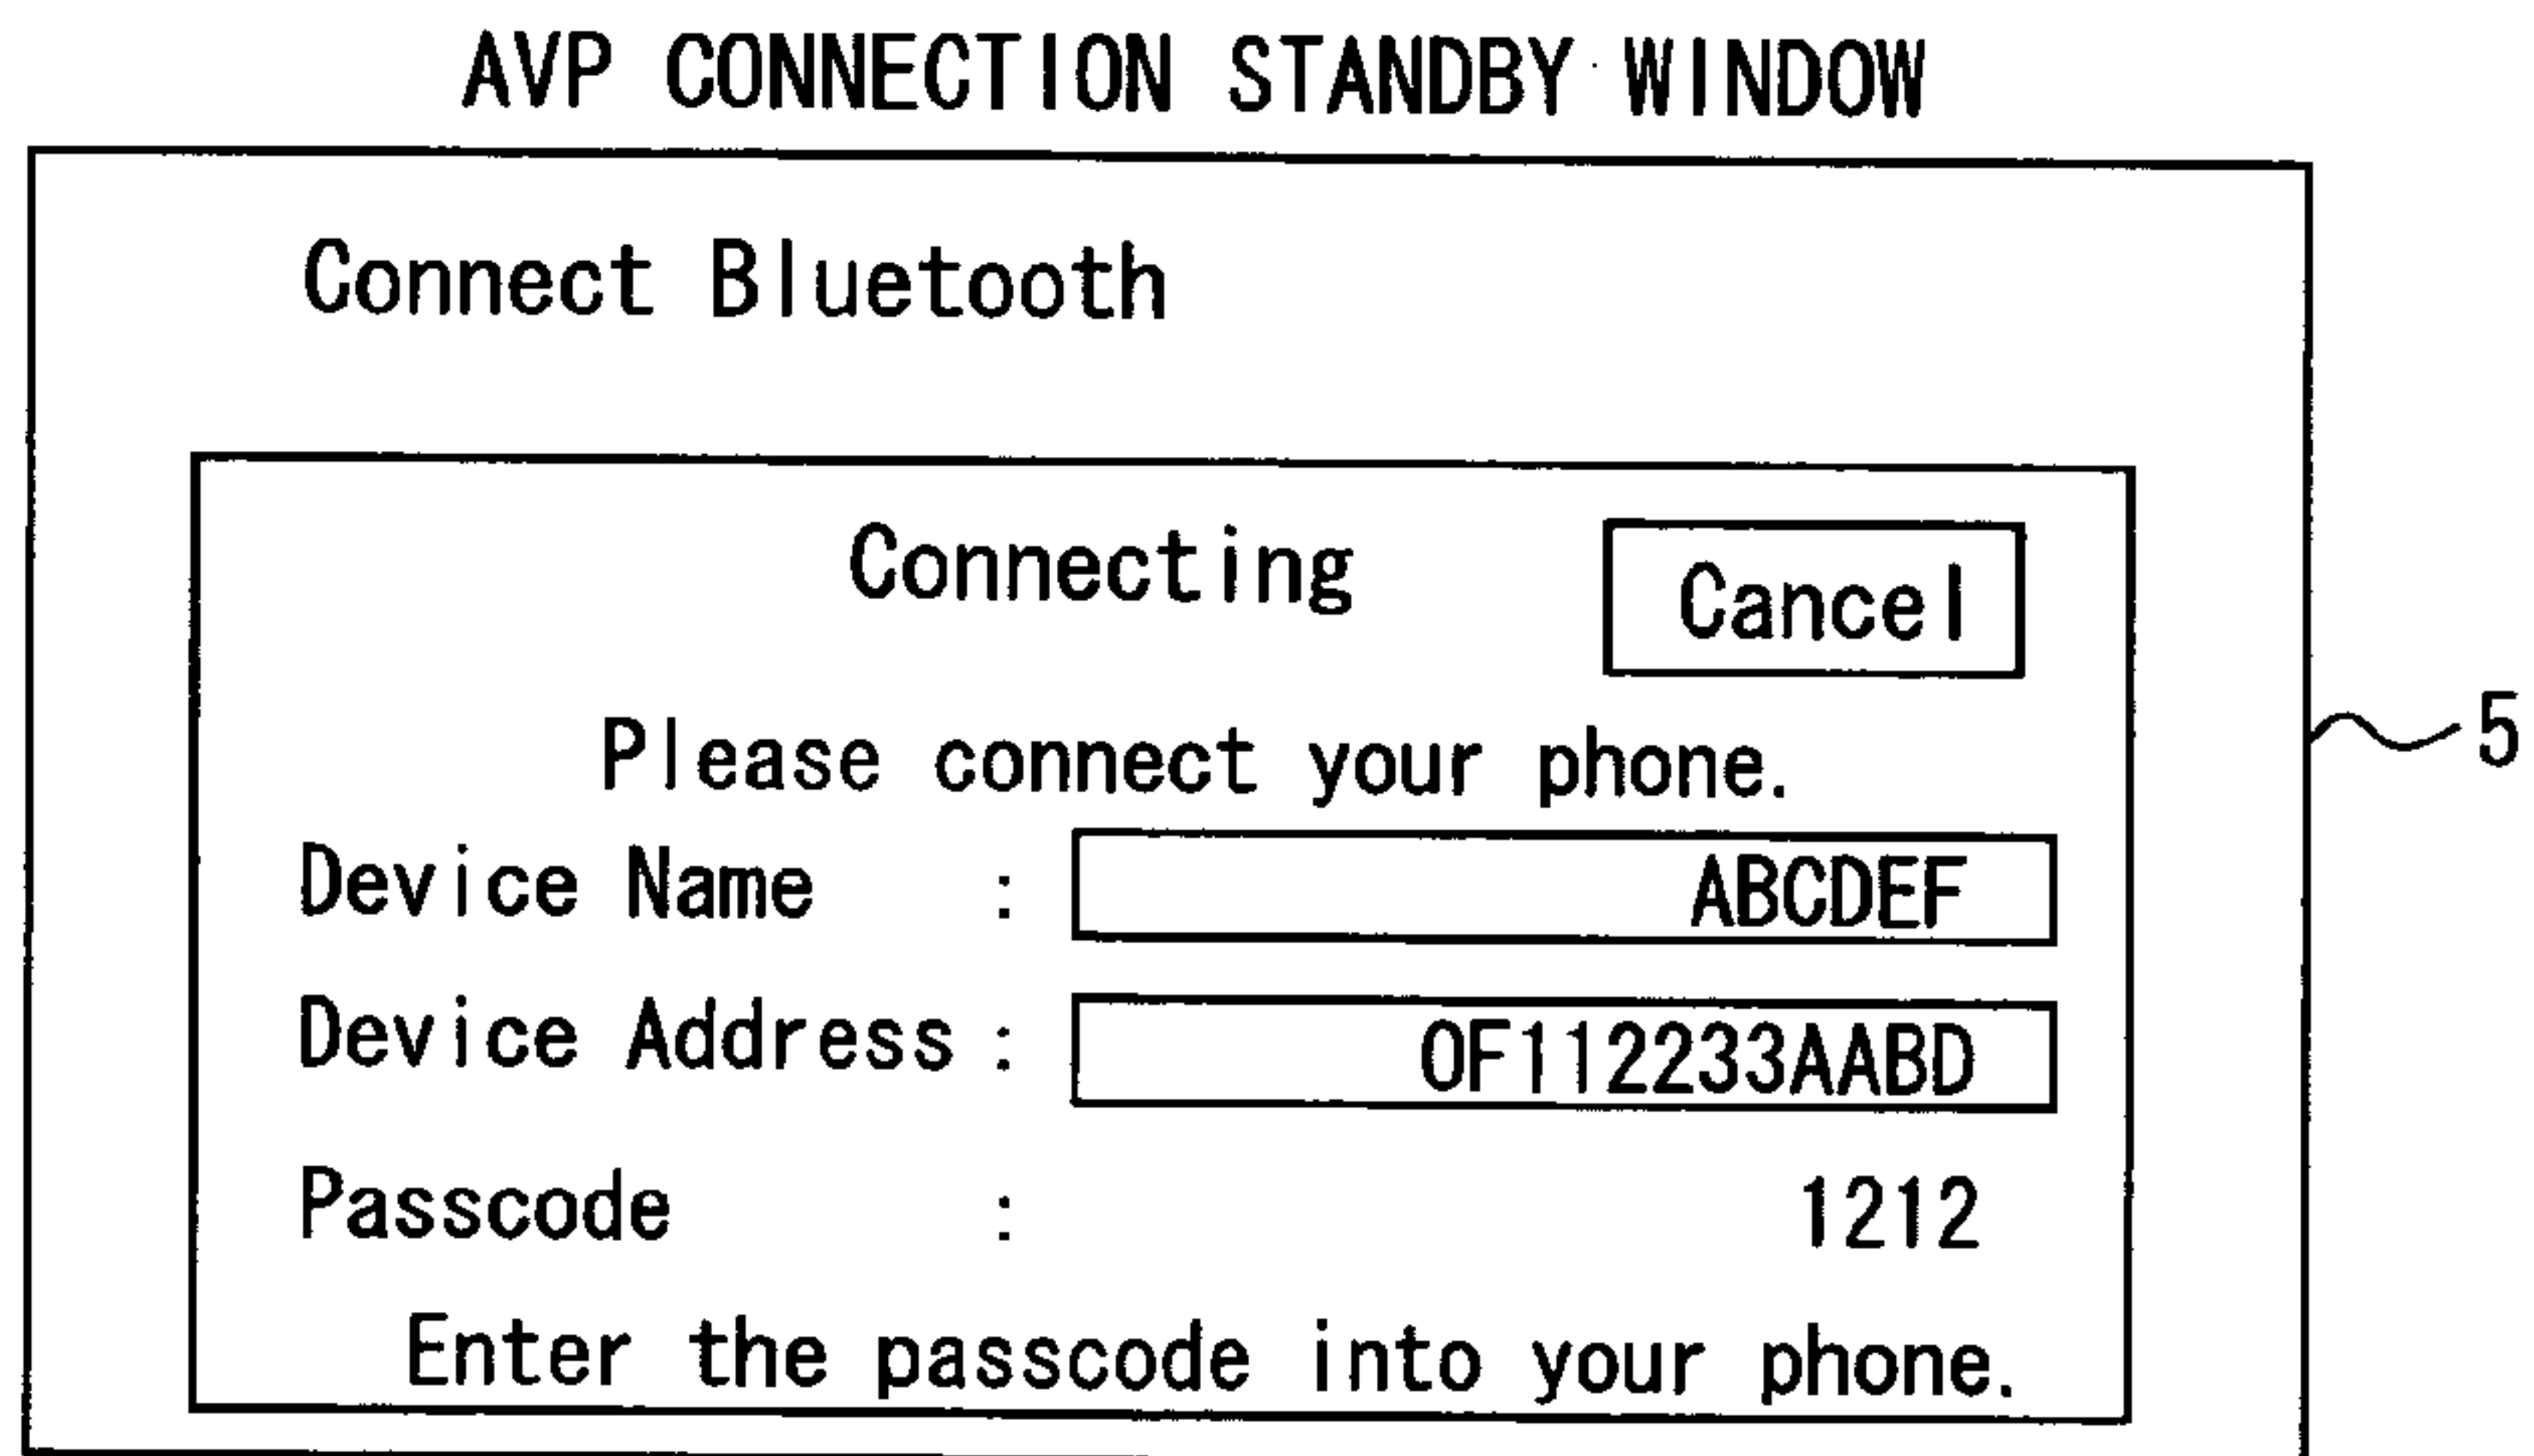 AVP CONNECTION STANDBY WINDOW
Connect Bluetooth
Connecting
Cancel
Please connect your phone.
5
Device Name : ABCDEF
Device Address : 0F112233AABD
Passcode : 1212
Enter the passcode into your phone.